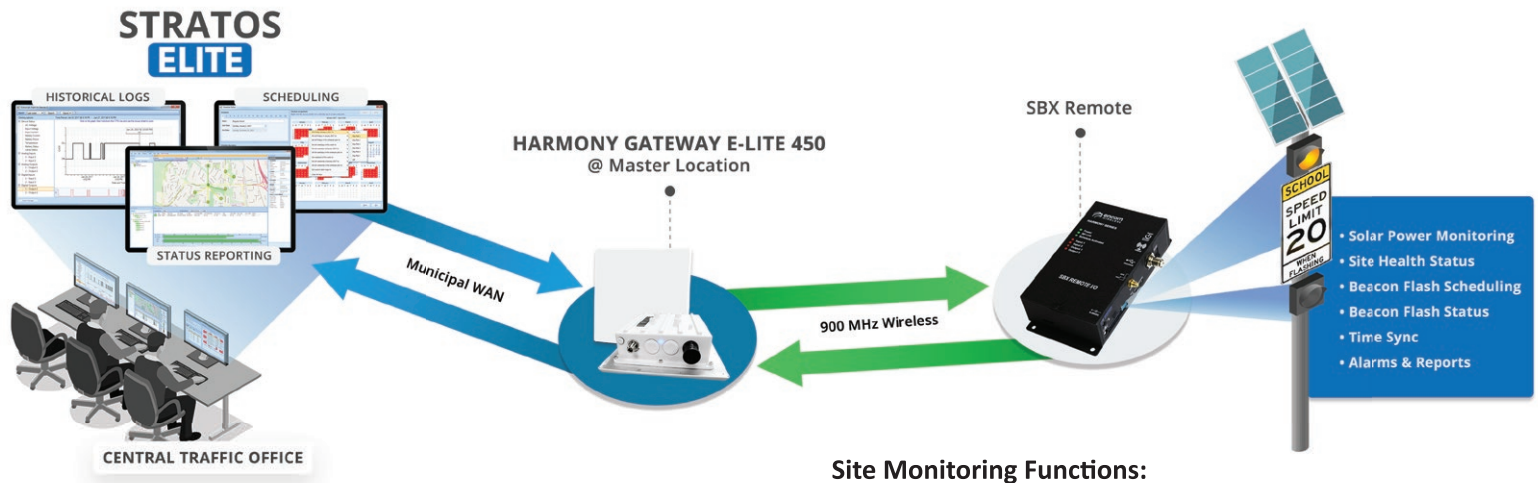 STRATOS
ELITE
HISTORICAL LOGS
SCHEDULING
STATUS REPORTING
CENTRAL TRAFFIC OFFICE
Municipal WAN
HARMONY GATEWAY E-LITE 450
@ Master Location
900 MHz Wireless
SBX Remote
encom
SBX REMOTE I/O
SCHOOL
SPEED
LIMIT
20
WHEN
FLASHING
• Solar Power Monitoring
• Site Health Status
• Beacon Flash Scheduling
• Beacon Flash Status
• Time Sync
• Alarms & Reports
Site Monitoring Functions: